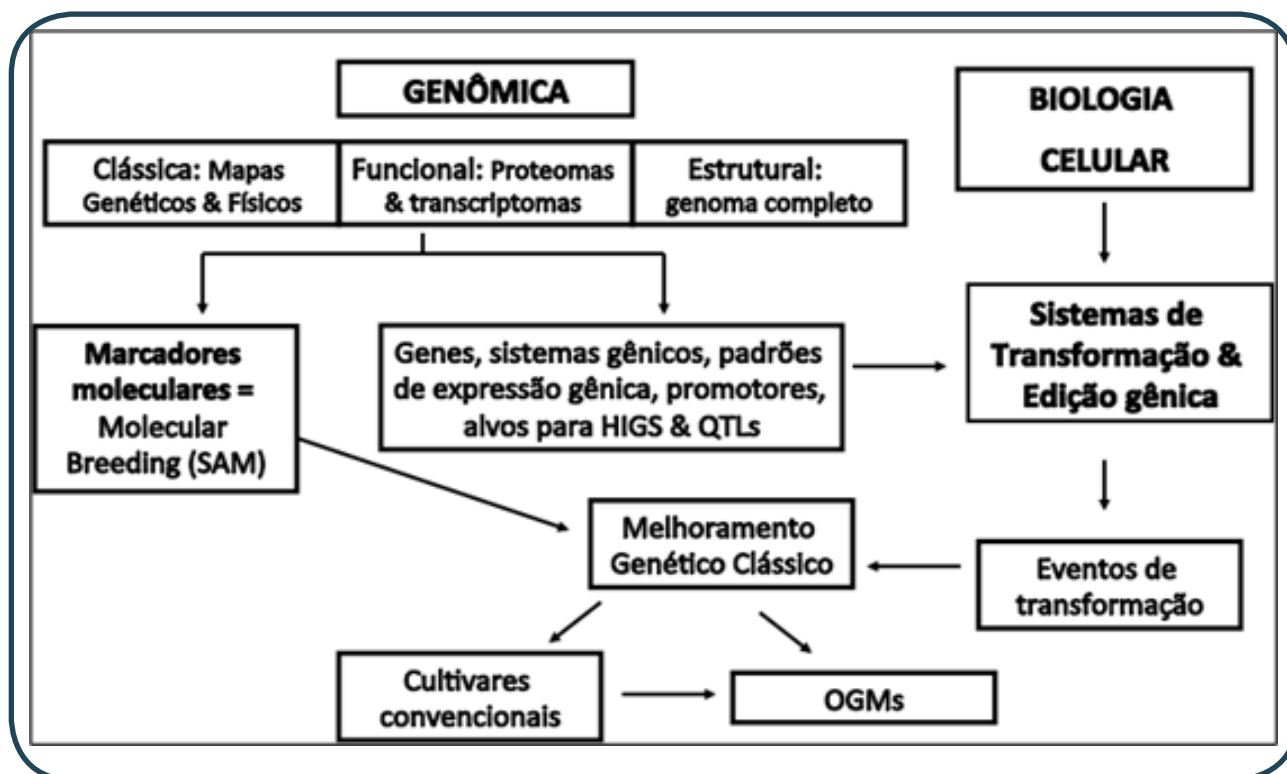 GENÔMICA
BIOLOGIA
CELULAR
Clássica: Mapas
Genéticos & Físicos
Funcional: Proteomas
& transcriptomas
Estrutural:
genoma completo
Marcadores
moleculares =
Molecular
Breeding (SAM)
Genes, sistemas gênicos, padrões
de expressão gênica, promotores,
alvos para HIGS & QTLs
Sistemas de
Transformação &
Edição gênica
Melhoramento
Genético Clássico
Eventos de
transformação
Cultivares
convencionais
OGMs